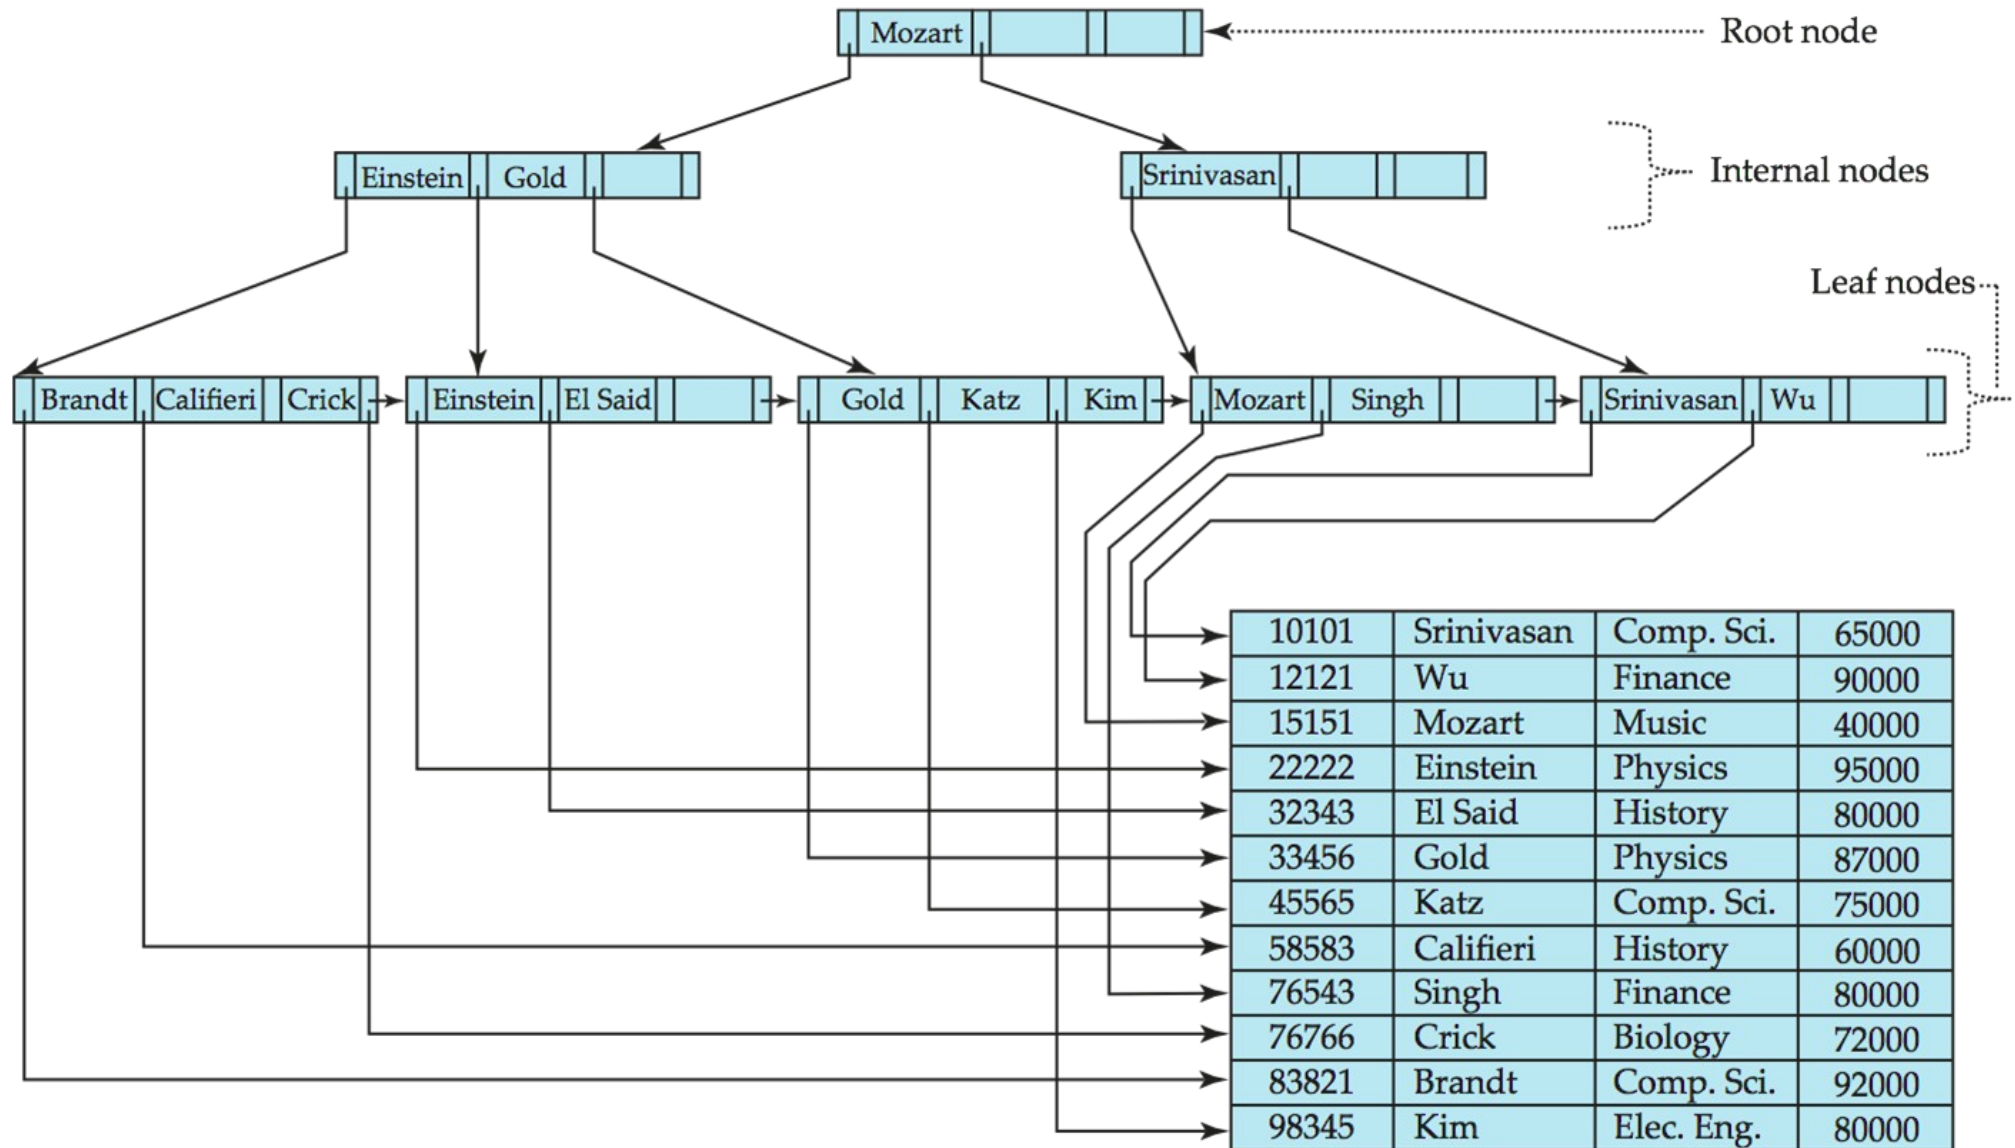 Mozart
Root node
Einstein Gold
Srinivasan
Internal nodes
Leaf nodes
Brandt Califieri Crick
Einstein El Said
Gold Katz Kim
Mozart Singh
Srinivasan Wu
10101 Srinivasan Comp. Sci. 65000
12121 Wu Finance 90000
15151 Mozart Music 40000
22222 Einstein Physics 95000
32343 El Said History 80000
33456 Gold Physics 87000
45565 Katz Comp. Sci. 75000
58583 Califieri History 60000
76543 Singh Finance 80000
76766 Crick Biology 72000
83821 Brandt Comp. Sci. 92000
98345 Kim Elec. Eng. 80000